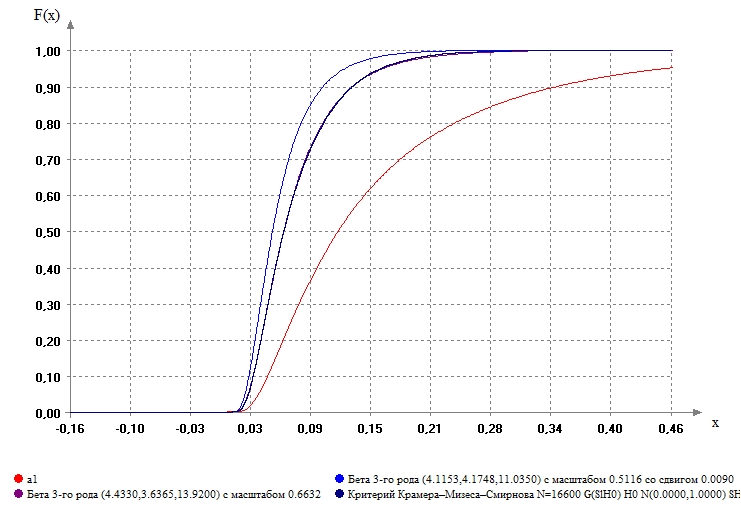 F(x)
1,00
0,90
0,80
0,70
0,60
0,50
0,40
0,30
0,20
0,10
0,00
-0,16 -0,10 -0,03 0,03 0,09 0,15 0,21 0,28 0,34 0,40 0,46 x
a1 Бета 3-го рода (4.1153,4.1748,11.0350) с масштабом 0.5116 со сдвигом 0.0090
Бета 3-го рода (4.4330,3.6365,13.9200) с масштабом 0.6632 Критерий Крамера–Мизеса–Смирнова N=16600 G(S|H0) H0 N(0.0000,1.0000) SH